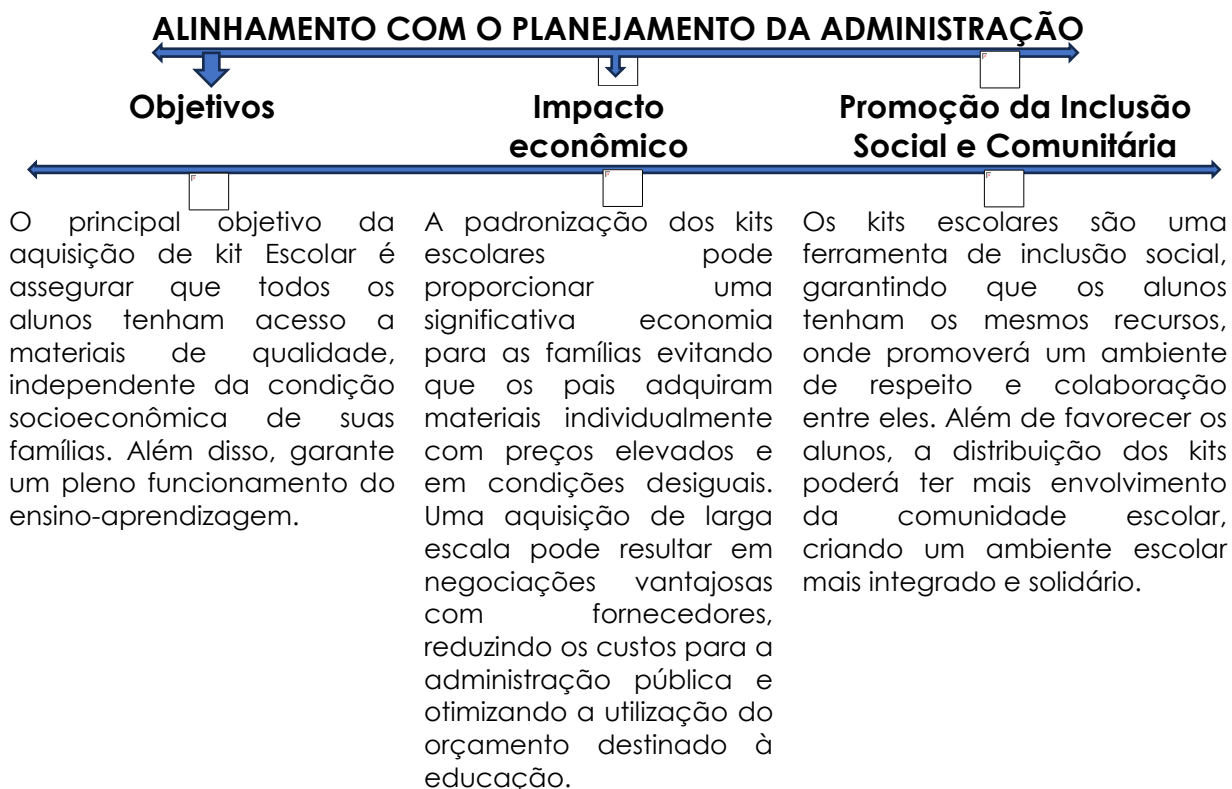 ALINHAMENTO COM O PLANEJAMENTO DA ADMINISTRAÇÃO
Objetivos
O principal objetivo da
aquisição de kit Escolar é
assegurar que todos os
alunos tenham acesso a
materiais de qualidade,
independente da condição
socioeconômica de suas
famílias. Além disso, garante
um pleno funcionamento do
ensino-aprendizagem.
Impacto
econômico
A padronização dos kits
escolares pode
proporcionar uma
significativa economia
para as famílias evitando
que os pais adquiram
materiais individualmente
com preços elevados e
em condições desiguais.
Uma aquisição de larga
escala pode resultar em
negociações vantajosas
com fornecedores,
reduzindo os custos para a
administração pública e
otimizando a utilização do
orçamento destinado à
educação.
Promoção da Inclusão
Social e Comunitária
Os kits escolares são uma
ferramenta de inclusão social,
garantindo que os alunos
tenham os mesmos recursos,
onde promoverá um ambiente
de respeito e colaboração
entre eles. Além de favorecer os
alunos, a distribuição dos kits
poderá ter mais envolvimento
da comunidade escolar,
criando um ambiente escolar
mais integrado e solidário.